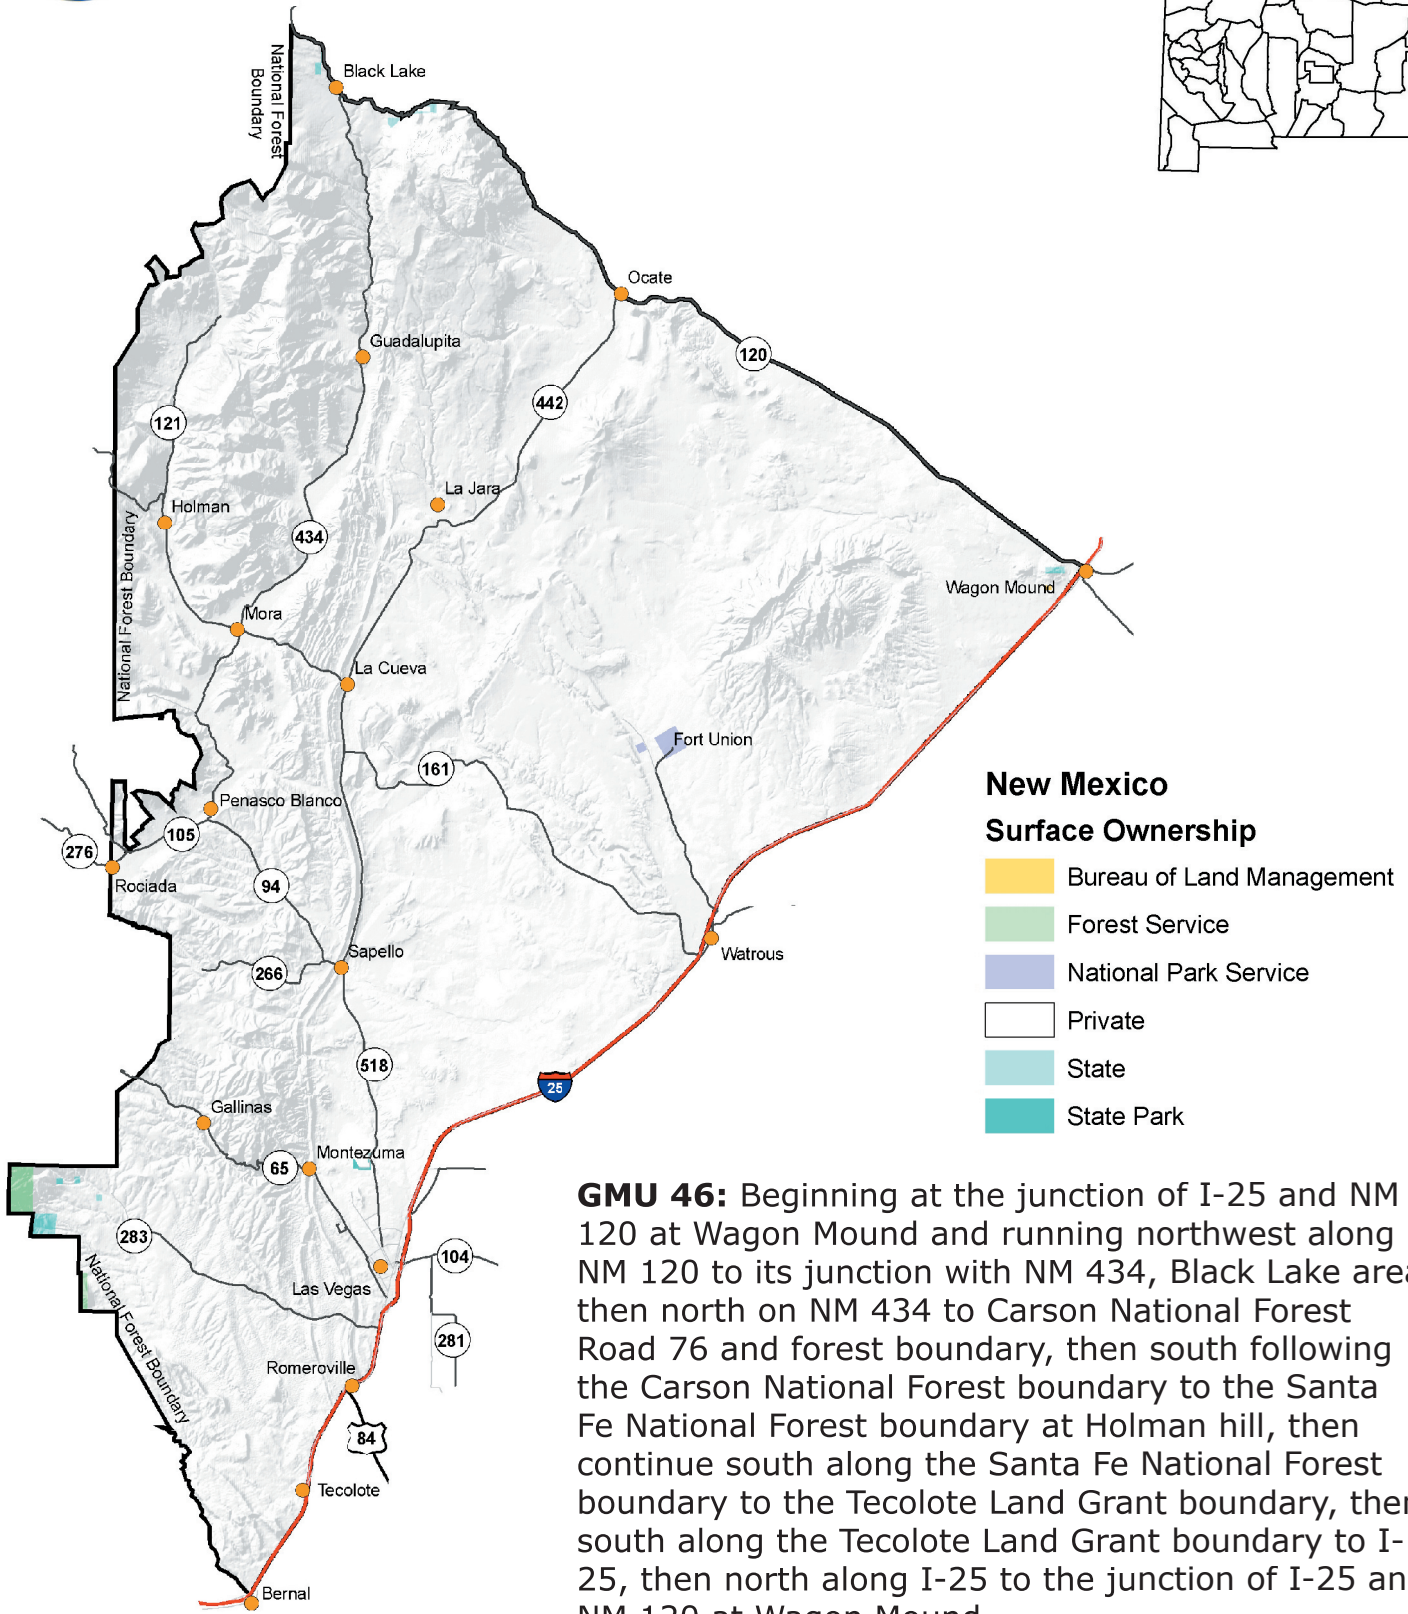 National Forest
Boundary
Black Lake
Ocate
120
Guadalupita
442
121
La Jara
Holman
434
National Forest Boundary
Wagon Mound
Mora
La Cueva
Fort Union
161
Penasco Blanco
105
276
Rociada
94
Sapello
266
Watrous
518
25
Gallinas
Montezuma
65
283
104
Las Vegas
National Forest Boundary
281
Romeroville
84
Tecolote
Bernal
New Mexico
Surface Ownership
Bureau of Land Management
Forest Service
National Park Service
Private
State
State Park
GMU 46: Beginning at the junction of I-25 and NM
120 at Wagon Mound and running northwest along
NM 120 to its junction with NM 434, Black Lake area
then north on NM 434 to Carson National Forest
Road 76 and forest boundary, then south following
the Carson National Forest boundary to the Santa
Fe National Forest boundary at Holman hill, then
continue south along the Santa Fe National Forest
boundary to the Tecolote Land Grant boundary, then
south along the Tecolote Land Grant boundary to I-
25, then north along I-25 to the junction of I-25 an
NM 120 at Wagon Mound